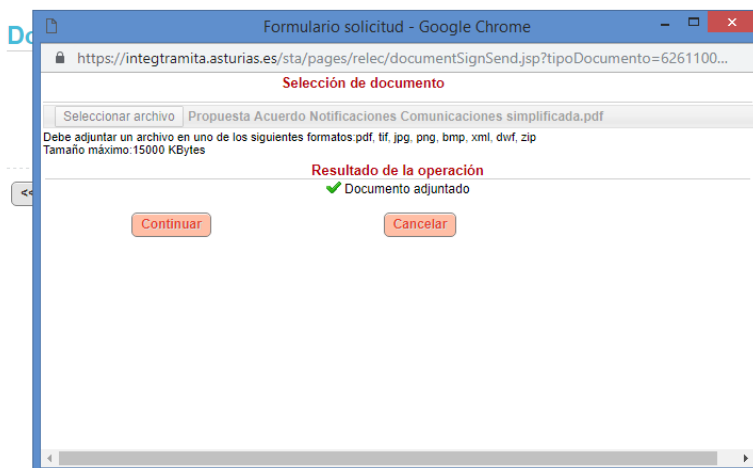 Do
Formulario solicitud - Google Chrome
https://integtramita.asturias.es/sta/pages/relec/documentSignSend.jsp?tipoDocumento=6261100...
Selección de documento
Seleccionar archivo Propuesta Acuerdo Notificaciones Comunicaciones simplificada.pdf
Debe adjuntar un archivo en uno de los siguientes formatos:pdf, tif, jpg, png, bmp, xml, dwf, zip
Tamaño máximo:15000 KBytes
Resultado de la operación
<< Documento adjuntado
Continuar Cancelar